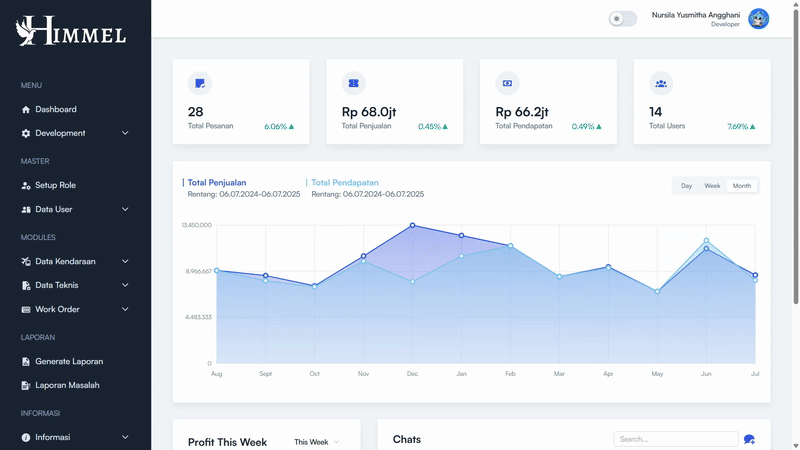 HIMMEL
MENU
Dashboard
Development
MASTER
Setup Role
Data User
MODULES
Data Kendaraan
Data Teknis
Work Order
LAPORAN
Generate Laporan
Laporan Masalah
INFORMASI
Informasi
Nursila Yusmitha Angghani
Developer
28
Total Pesanan
6.06%
Rp 68.0jt
Total Penjualan
0.45%
Rp 66.2jt
Total Pendapatan
0.49%
14
Total Users
7.69%
Total Penjualan
Rentang: 06.07.2024-06.07.2025
Total Pendapatan
Rentang: 06.07.2024-06.07.2025
Day Week Month
13,450,000
8,966,667
4,483,333
0
Aug Sept Oct Nov Dec Jan Feb Mar Apr May Jun Jul
Profit This Week
This Week
Chats
Search...